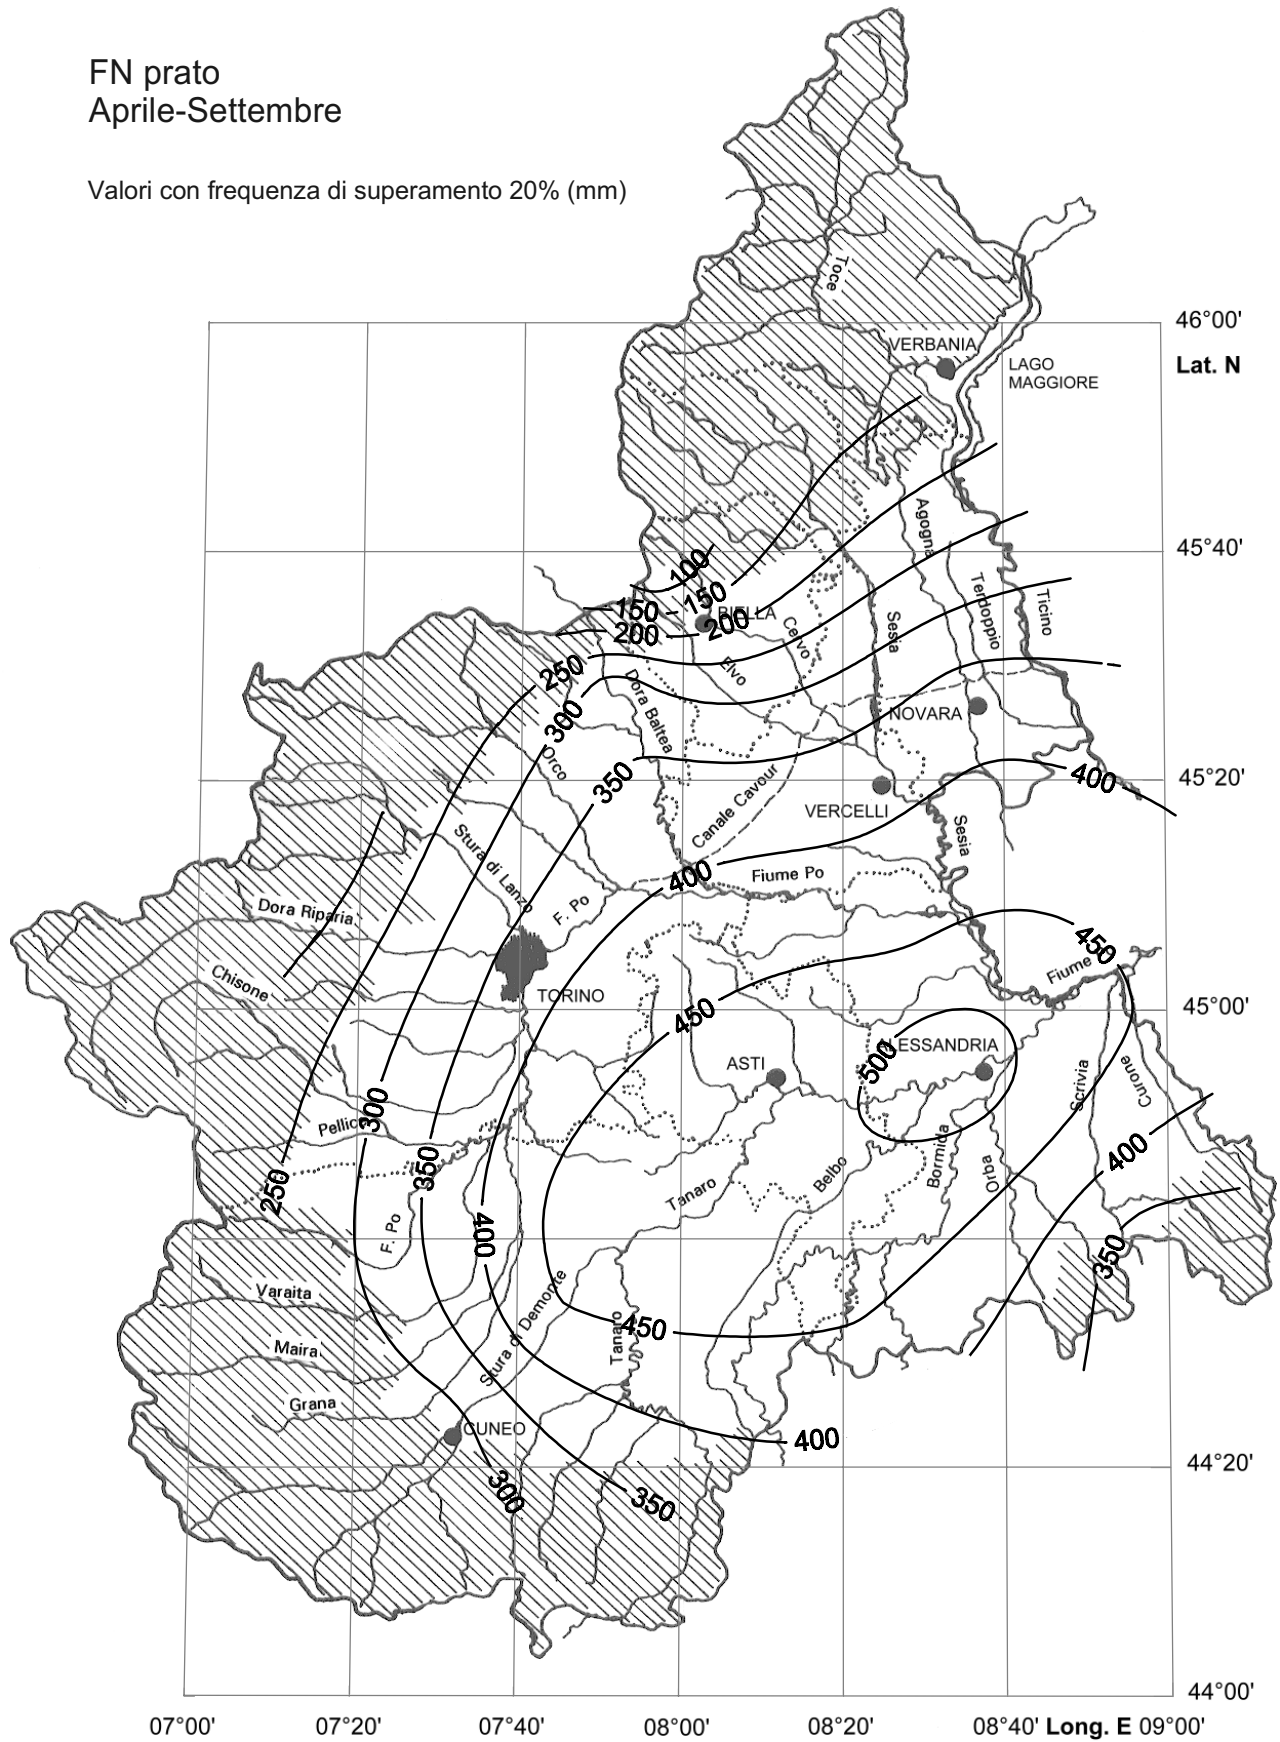 FN prato
Aprile-Settembre
Valori con frequenza di superamento 20% (mm)
Toce
46°00'
VERBANIA
Lat. N
LAGO
MAGGIORE
Agogna
45°40'
100
150
150
BIELLA
200
200
Cervo
Sesia
Terdoppio
Ticino
250
Elvo
300
Dora Baltea
NOVARA
Orco
350
Canale Cavour
400
45°20'
VERCELLI
Stura di Lanzo
Sesia
400
Fiume Po
Dora Riparia
F. Po
450
Chisone
Fiume
TORINO
450
45°00'
500
ALESSANDRIA
ASTI
Scrivia
Curone
300
Pellice
350
400
250
Tanaro
Belbo
Bormida
Orba
F. Po
400
350
Varaita
Stura di Demonte
450
Tanaro
Maira
Grana
CUNEO
400
44°20'
300
350
44°00'
07°00'
07°20'
07°40'
08°00'
08°20'
08°40'
Long. E
09°00'